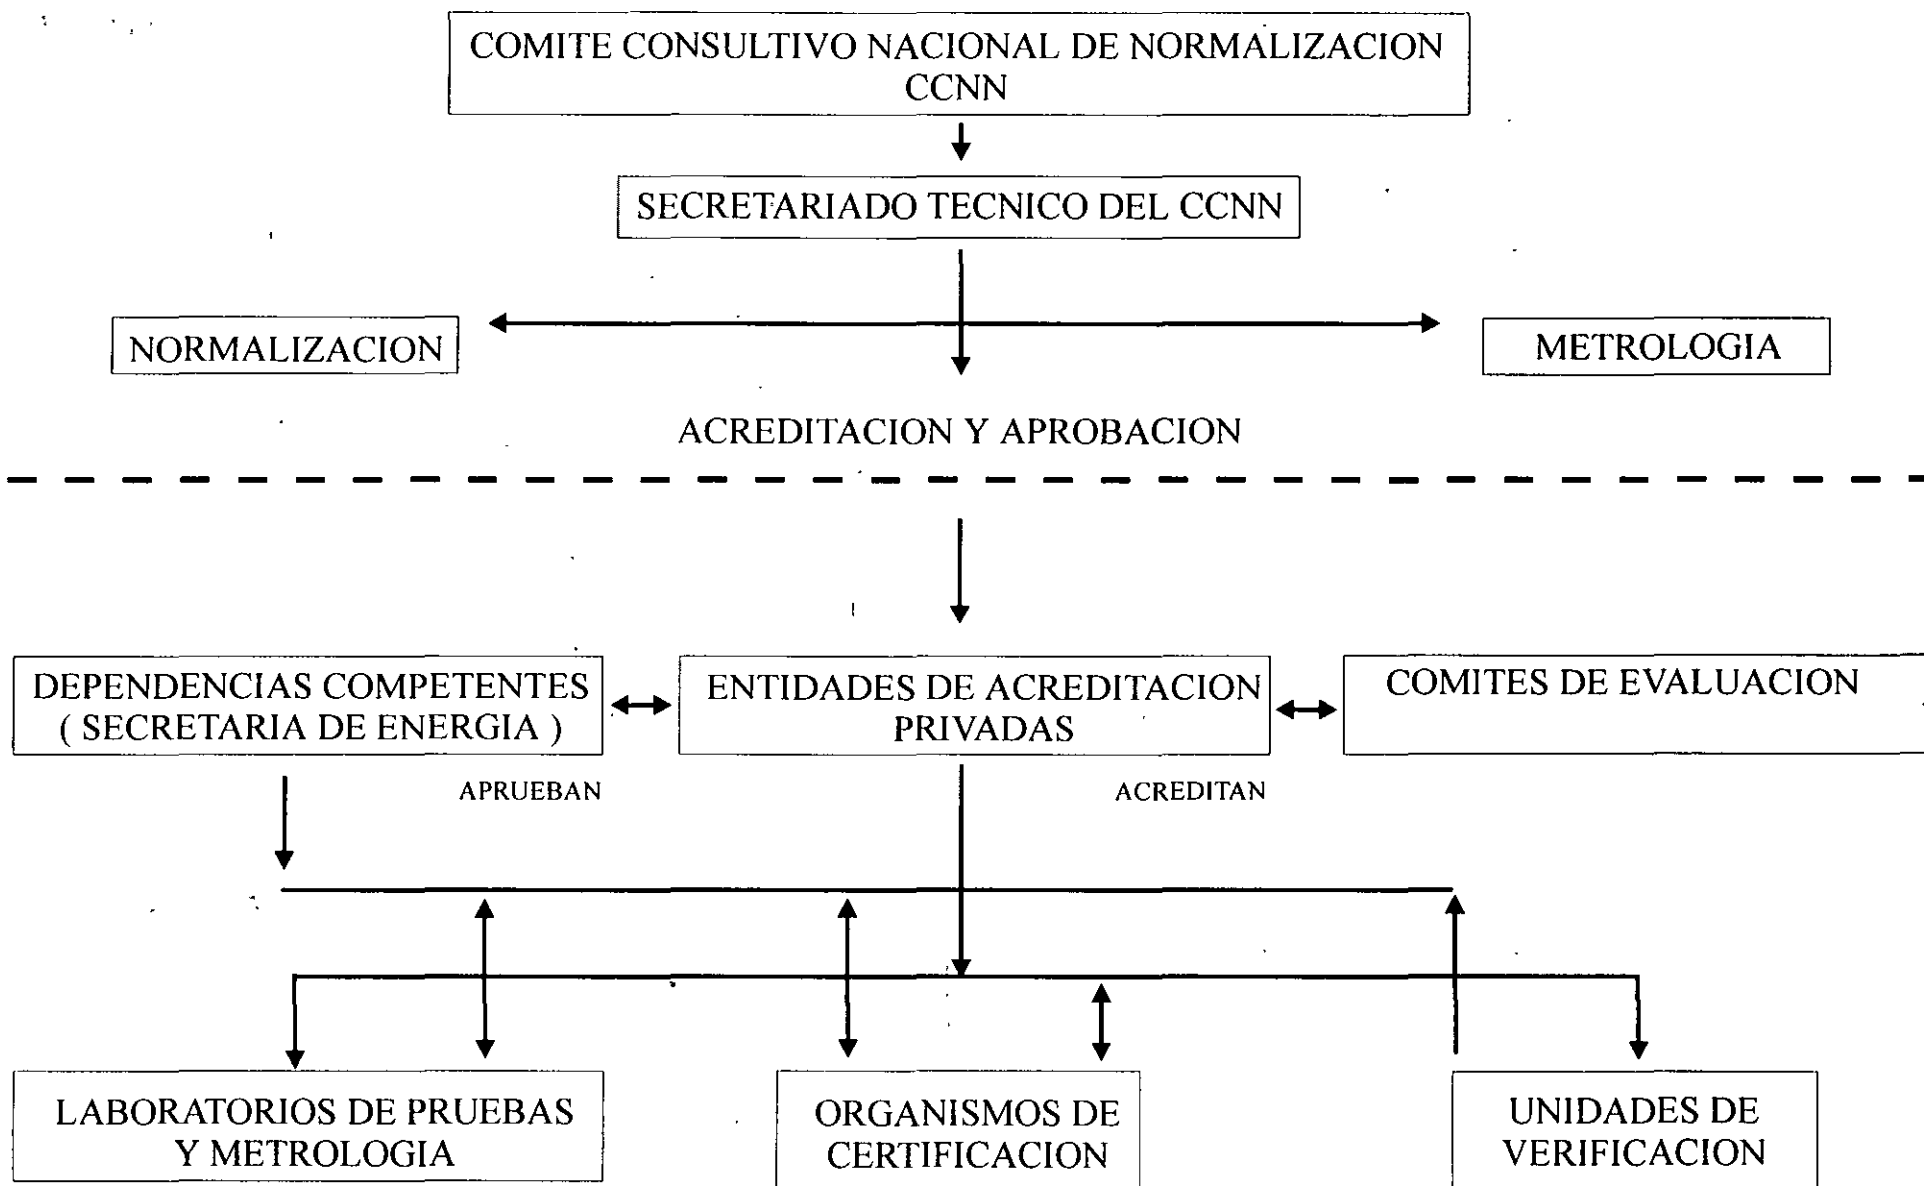 COMITE CONSULTIVO NACIONAL DE NORMALIZACION
CCNN
SECRETARIADO TECNICO DEL CCNN
NORMALIZACION
METROLOGIA
ACREDITACION Y APROBACION
DEPENDENCIAS COMPETENTES
( SECRETARIA DE ENERGIA )
ENTIDADES DE ACREDITACION
PRIVADAS
COMITES DE EVALUACION
APRUEBAN
ACREDITAN
LABORATORIOS DE PRUEBAS
Y METROLOGIA
ORGANISMOS DE
CERTIFICACION
UNIDADES DE
VERIFICACION